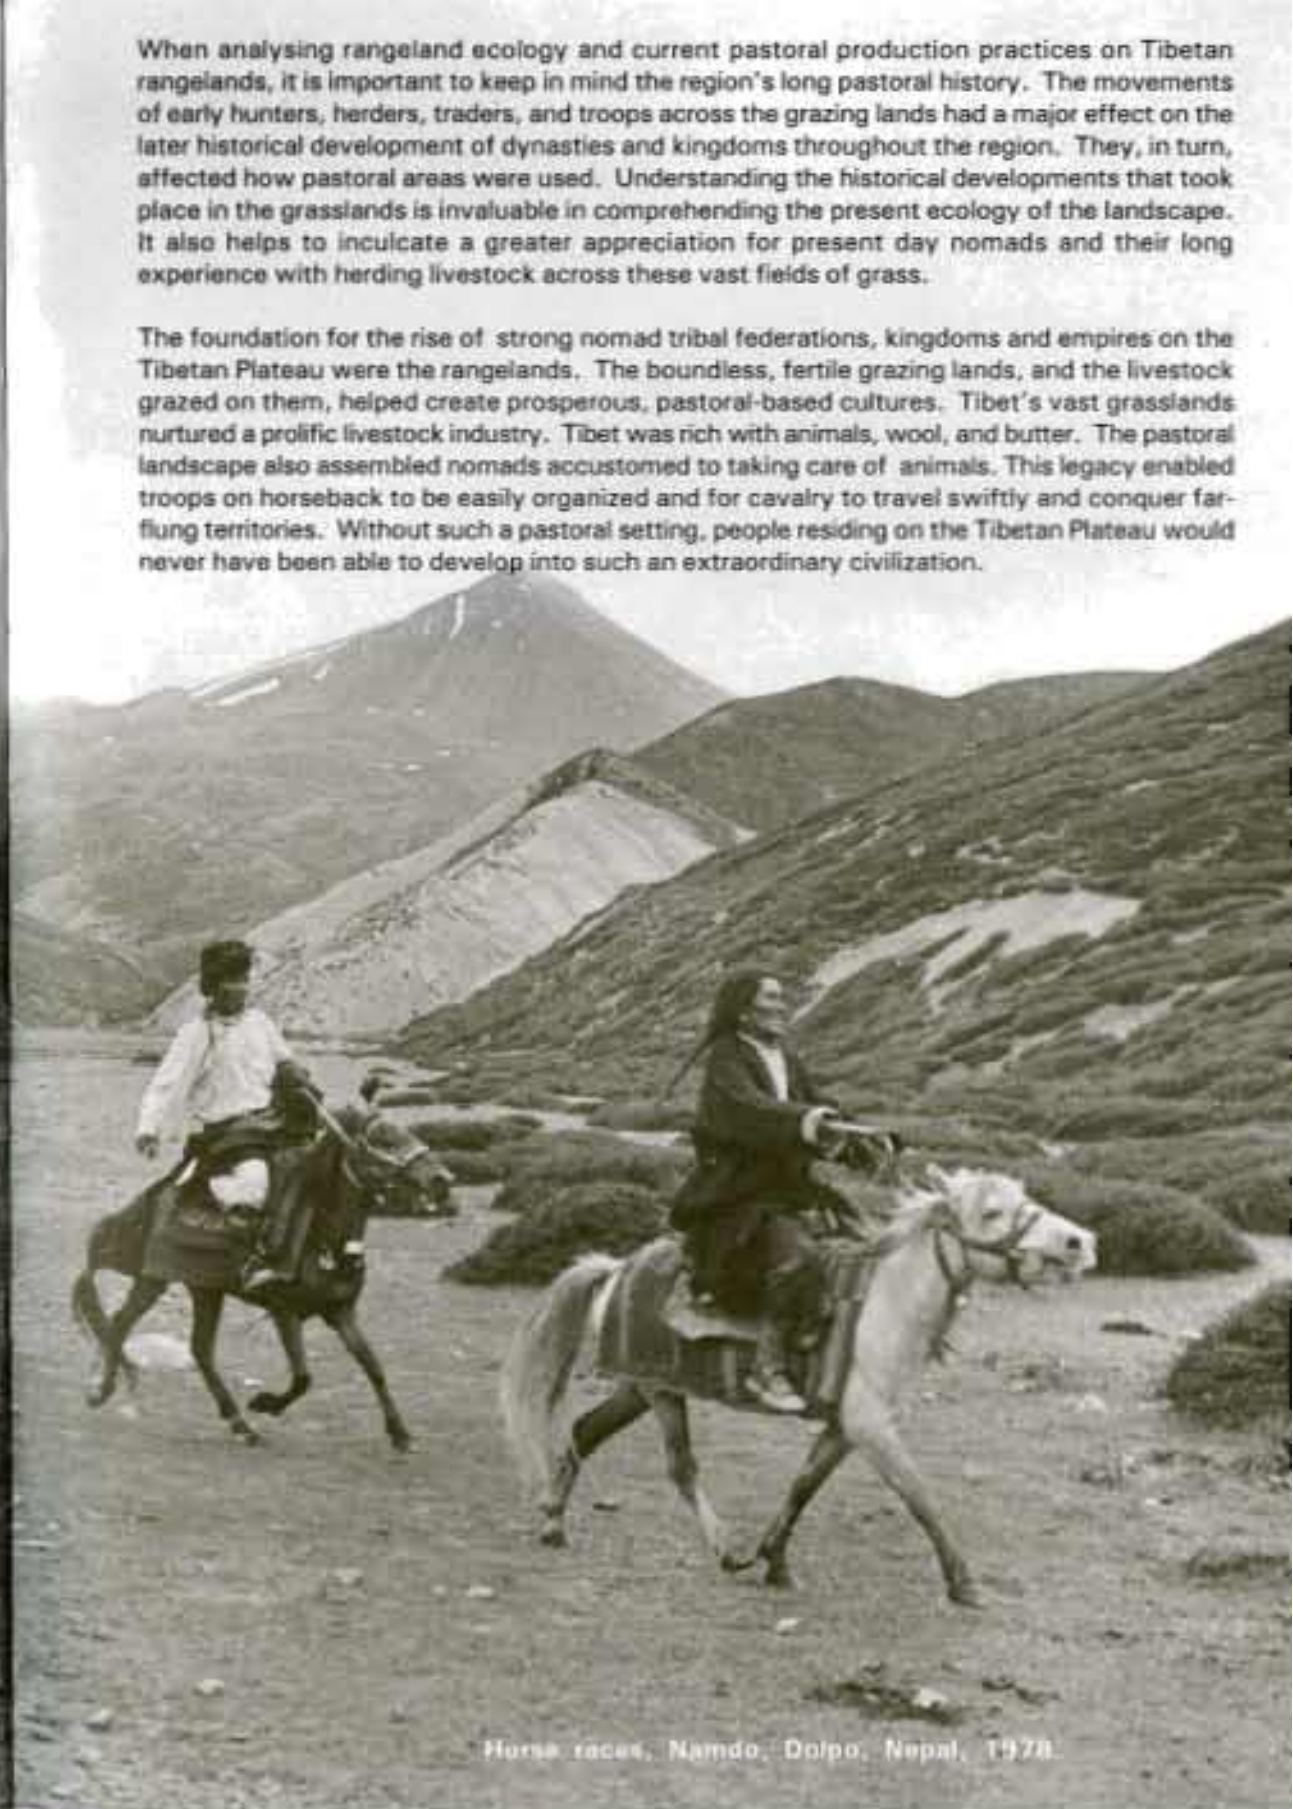 When analysing rangeland ecology and current pastoral production practices on Tibetan
rangelands, it is important to keep in mind the region's long pastoral history. The movements
of early hunters, herders, traders, and troops across the grazing lands had a major effect on the
later historical development of dynasties and kingdoms throughout the region. They, in turn,
affected how pastoral areas were used. Understanding the historical developments that took
place in the grasslands is invaluable in comprehending the present ecology of the landscape.
It also helps to inculcate a greater appreciation for present day nomads and their long
experience with herding livestock across these vast fields of grass.
The foundation for the rise of strong nomad tribal federations, kingdoms and empires on the
Tibetan Plateau were the rangelands. The boundless, fertile grazing lands, and the livestock
grazed on them, helped create prosperous, pastoral-based cultures. Tibet's vast grasslands
nurtured a prolific livestock industry. Tibet was rich with animals, wool, and butter. The pastoral
landscape also assembled nomads accustomed to taking care of animals. This legacy enabled
troops on horseback to be easily organized and for cavalry to travel swiftly and conquer far-
flung territories. Without such a pastoral setting, people residing on the Tibetan Plateau would
never have been able to develop into such an extraordinary civilization.
Horse races, Namdo, Dolpo, Nepal, 1978.